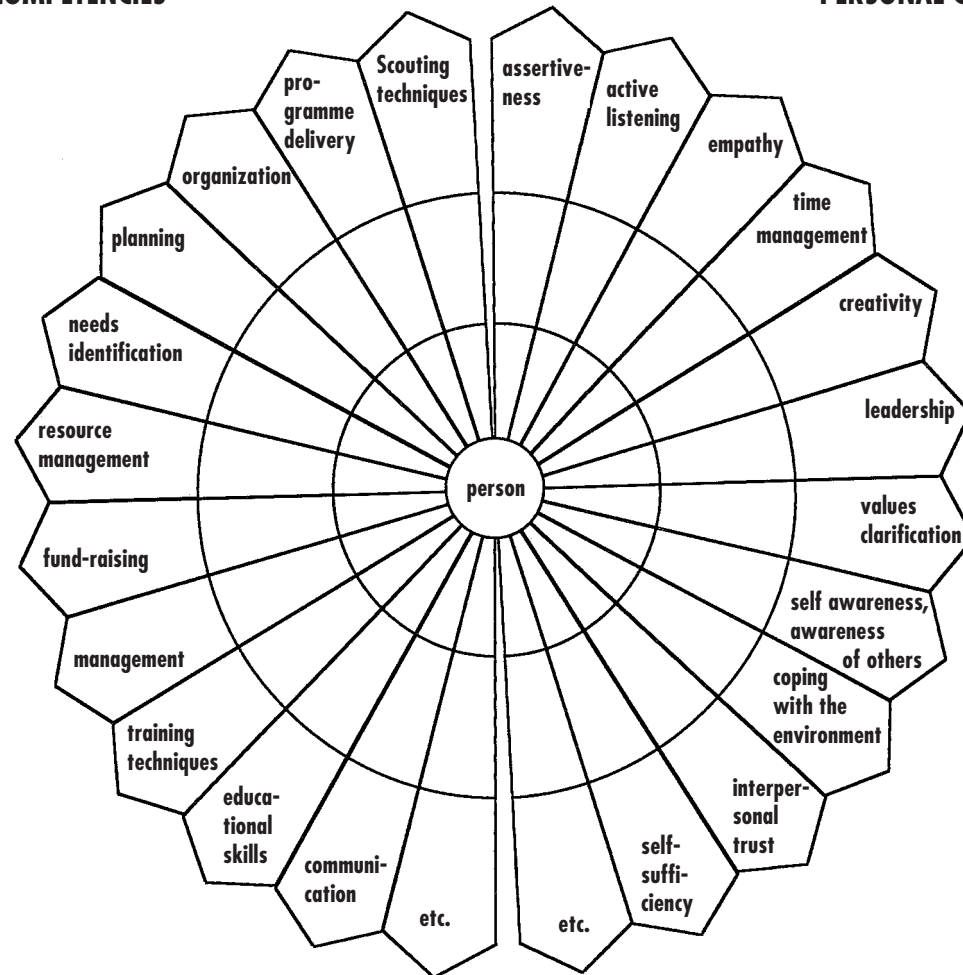 Scouting
techniques
pro-
gramme
delivery
organization
planning
needs
identification
resource
management
fund-raising
management
training
techniques
educa-
tional
skills
communi-
cation
etc.
assertive-
ness
active
listening
empathy
time
management
creativity
leadership
values
clarification
self awareness,
awareness
of others
coping
with the
environment
interper-
sonal
trust
self-
suffi-
ciency
etc.
person